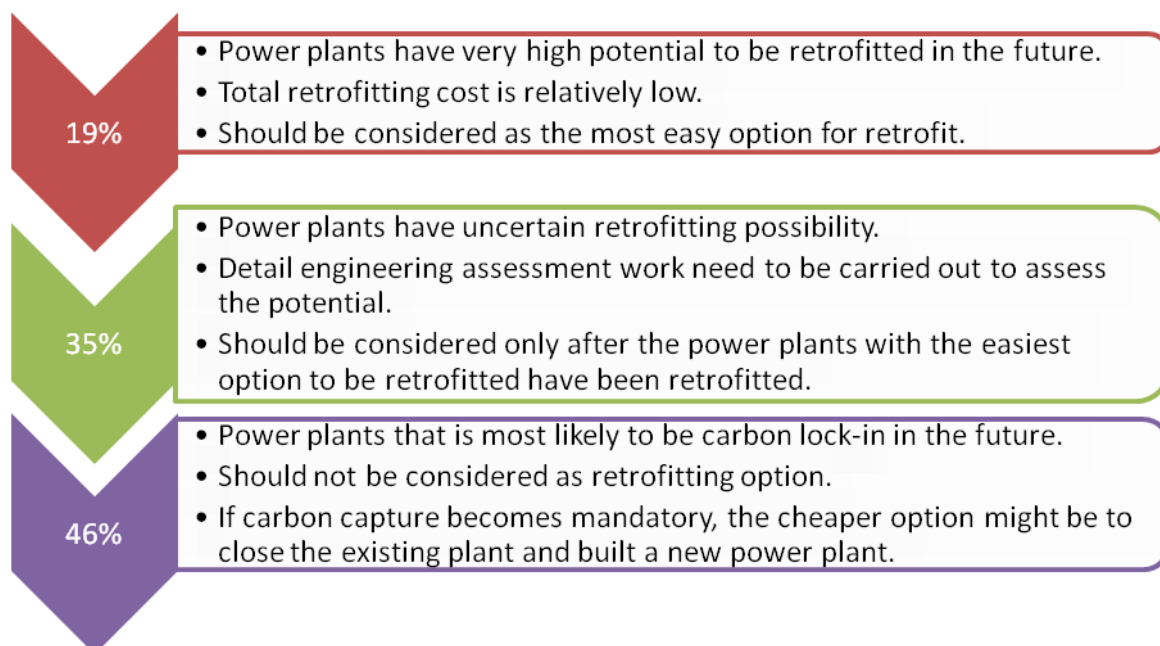 19%
• Power plants have very high potential to be retrofitted in the future.
• Total retrofitting cost is relatively low.
• Should be considered as the most easy option for retrofit.
35%
• Power plants have uncertain retrofitting possibility.
• Detail engineering assessment work need to be carried out to assess
the potential.
• Should be considered only after the power plants with the easiest
option to be retrofitted have been retrofitted.
46%
• Power plants that is most likely to be carbon lock-in in the future.
• Should not be considered as retrofitting option.
• If carbon capture becomes mandatory, the cheaper option might be to
close the existing plant and built a new power plant.